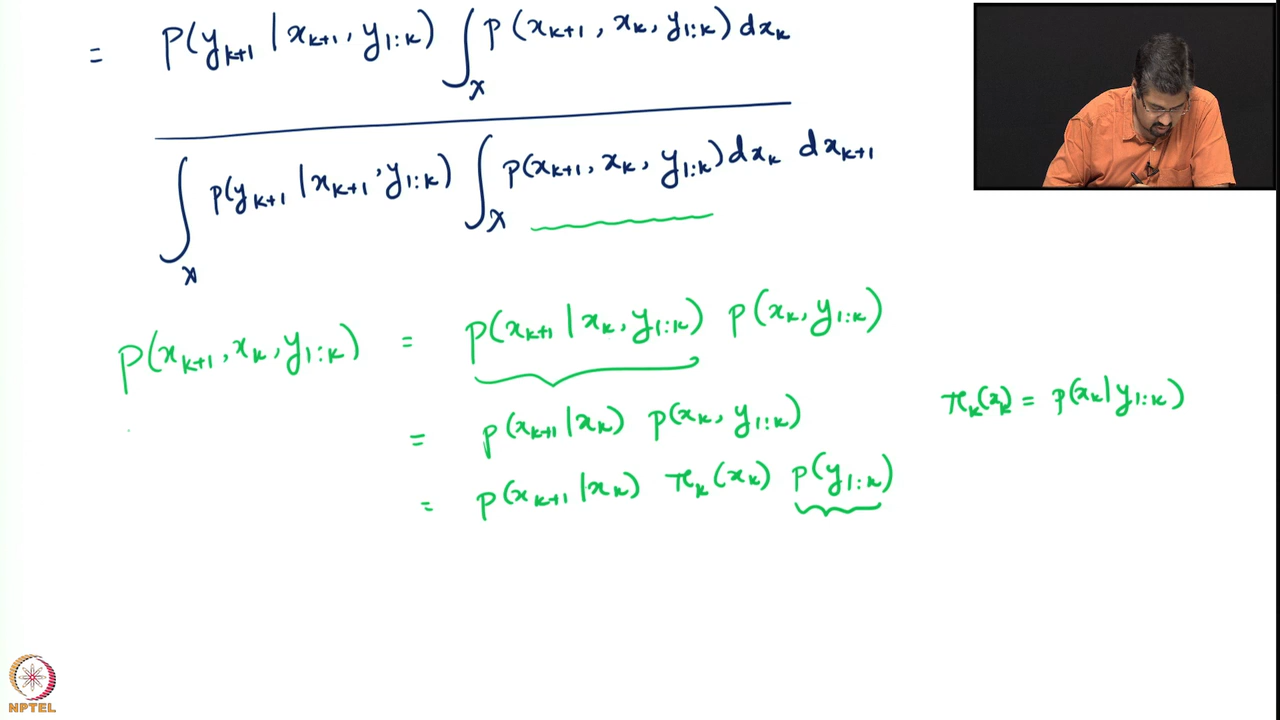 = P(y_{k+1} | x_{k+1}, y_{1:k}) ∫_X p(x_{k+1}, x_k, y_{1:k}) dx_k
∫_X p(y_{k+1} | x_{k+1}, y_{1:k}) ∫_X p(x_{k+1}, x_k, y_{1:k}) dx_k dx_{k+1}
p(x_{k+1}, x_k, y_{1:k}) = p(x_{k+1} | x_k, y_{1:k}) p(x_k, y_{1:k})
= p(x_{k+1} | x_k) p(x_k, y_{1:k})
π_k(x_k) = p(x_k | y_{1:k})
= p(x_{k+1} | x_k) π_k(x_k) p(y_{1:k})
NPTEL